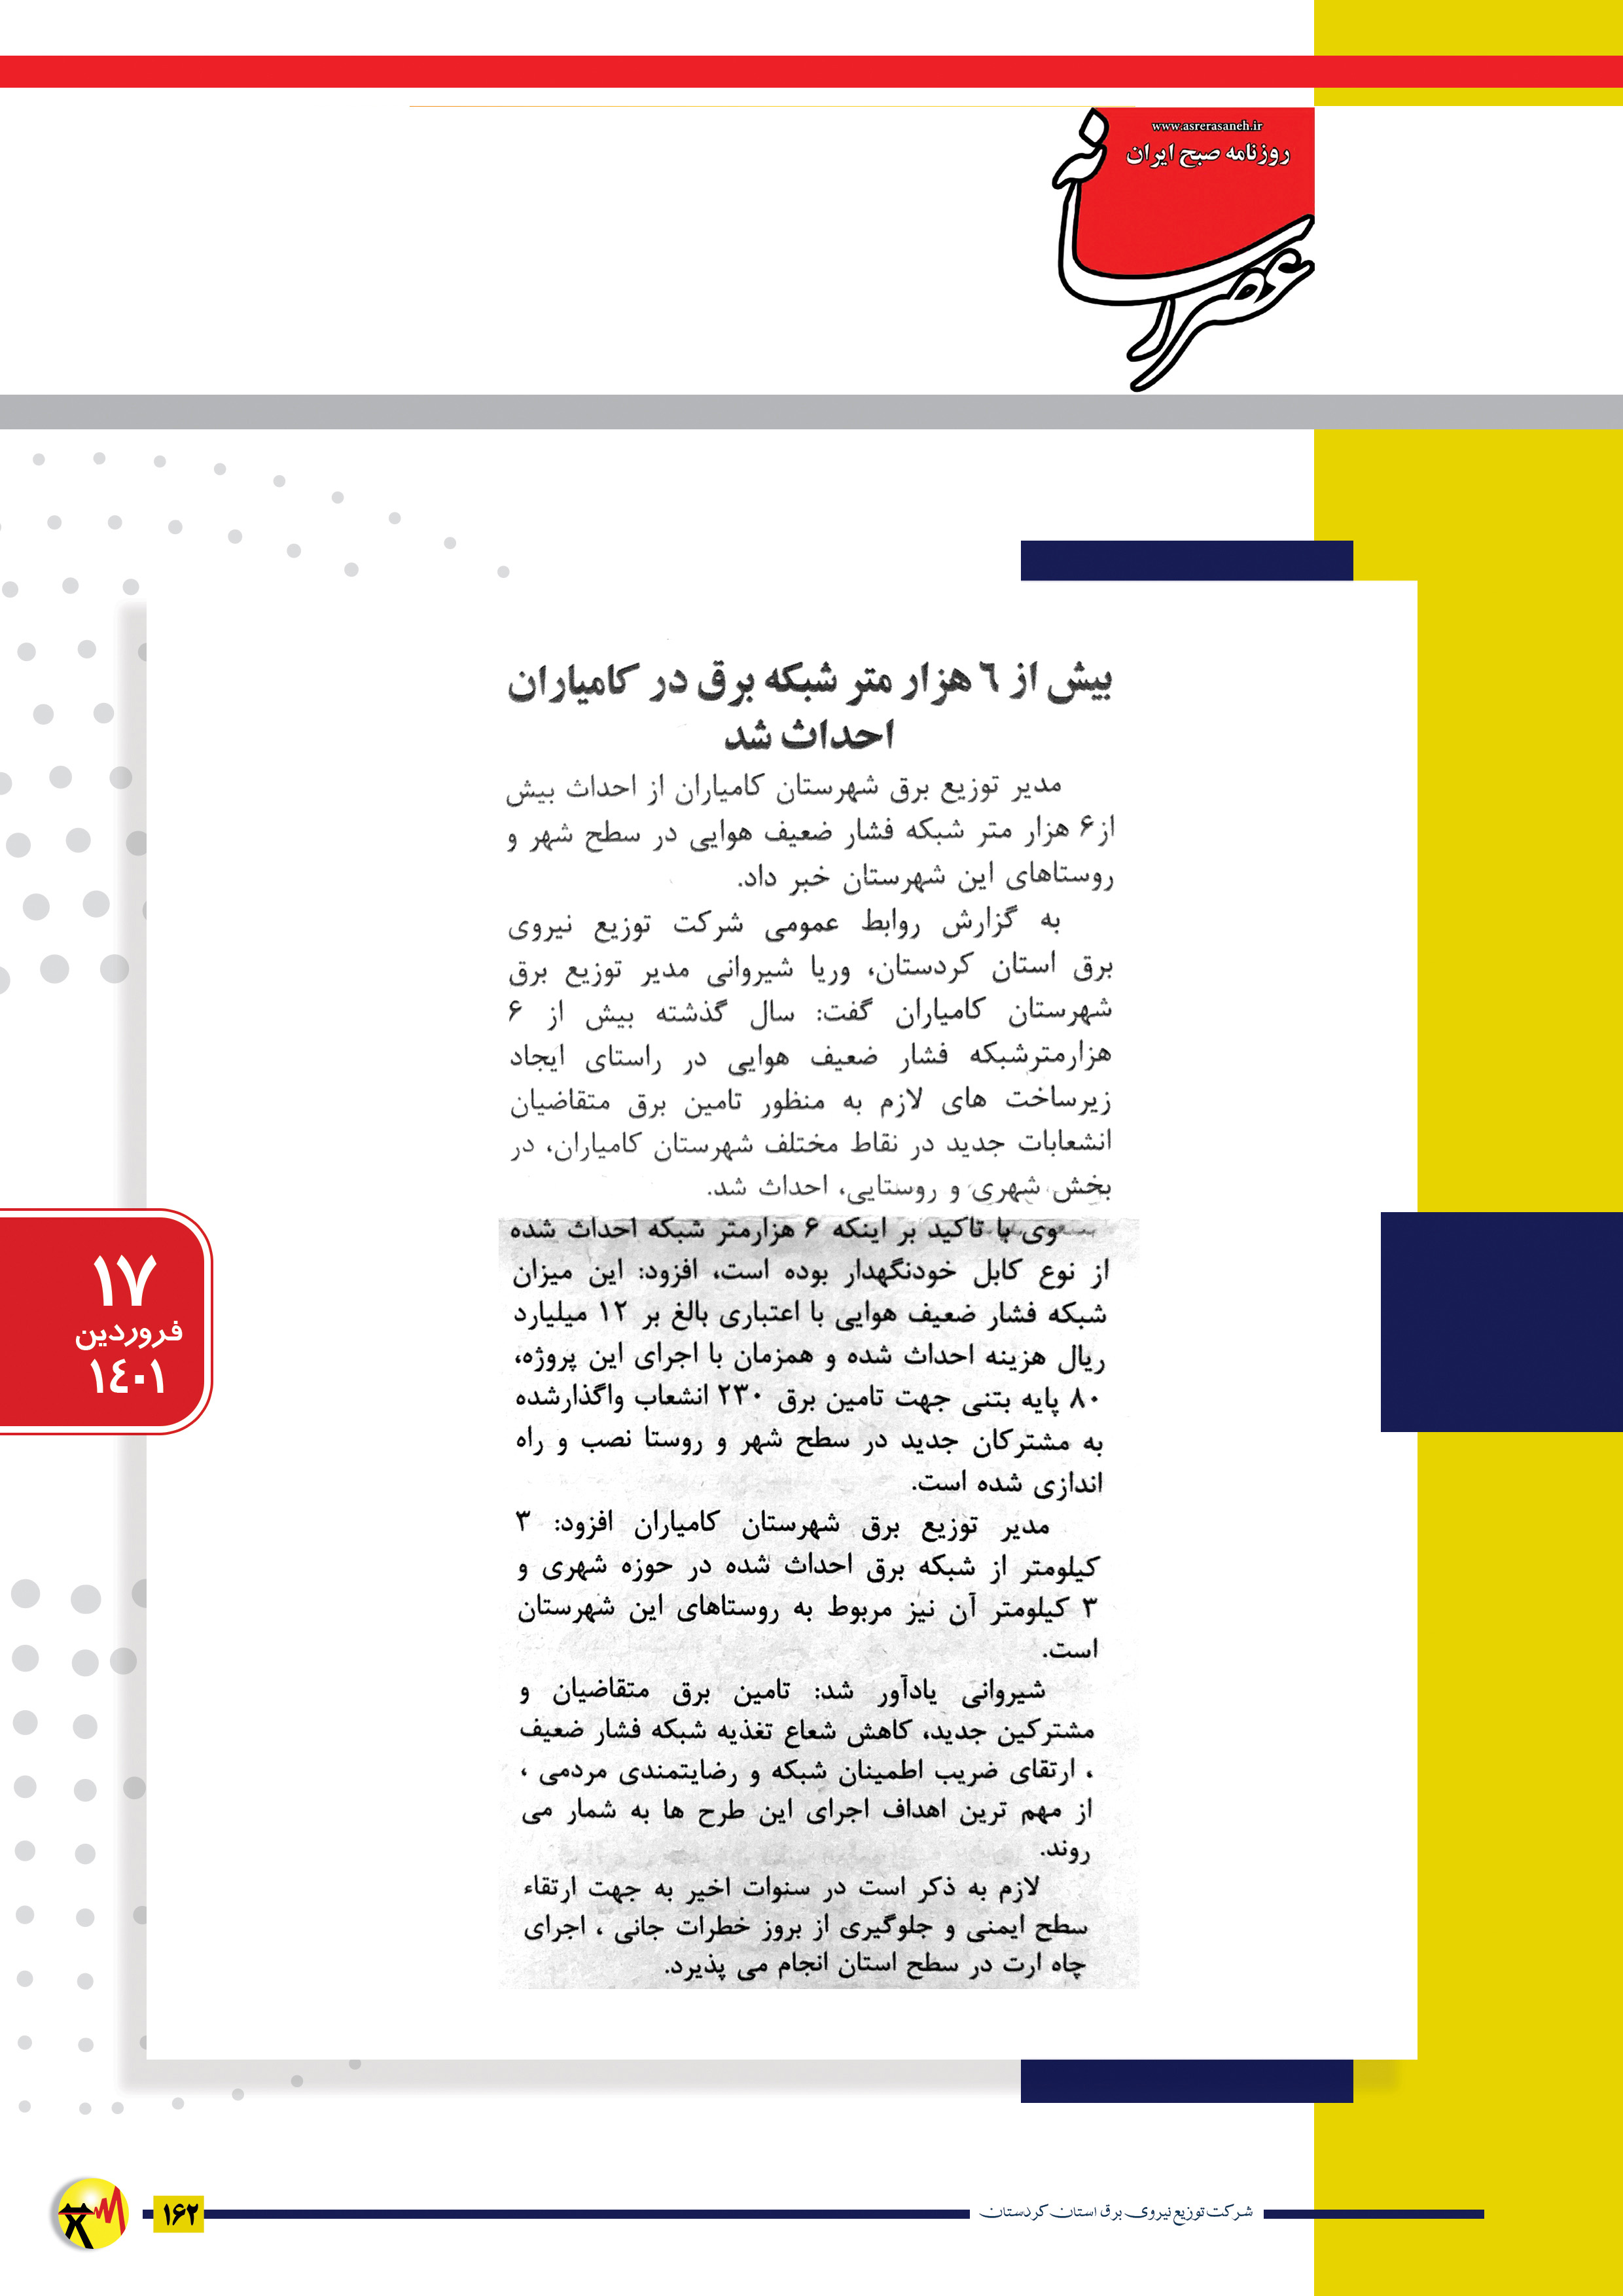 www.asrerasaneh.ir
روزنامه صبح ایران
عصر رسانه
بیش از ٦ هزار متر شبکه برق در کامیاران
احداث شد
مدیر توزیع برق شهرستان کامیاران از احداث بیش
از۶ هزار متر شبکه فشار ضعیف هوایی در سطح شهر و
روستاهای این شهرستان خبر داد.
به گزارش روابط عمومی شرکت توزیع نیروی
برق استان کردستان، وریا شیروانی مدیر توزیع برق
شهرستان کامیاران گفت: سال گذشته بیش از ۶
هزارمترشبکه فشار ضعیف هوایی در راستای ایجاد
زیرساخت های لازم به منظور تامین برق متقاضیان
انشعابات جدید در نقاط مختلف شهرستان کامیاران، در
بخش شهری و روستایی، احداث شد.
وی با تاکید بر اینکه ۶ هزارمتر شبکه احداث شده
از نوع کابل خودنگهدار بوده است، افزود: این میزان
شبکه فشار ضعیف هوایی با اعتباری بالغ بر ۱۲ میلیارد
ریال هزینه احداث شده و همزمان با اجرای این پروژه،
۸۰ پایه بتنی جهت تامین برق ۲۳۰ انشعاب واگذارشده
به مشترکان جدید در سطح شهر و روستا نصب و راه
اندازی شده است.
مدیر توزیع برق شهرستان کامیاران افزود: ۳
کیلومتر از شبکه برق احداث شده در حوزه شهری و
۳ کیلومتر آن نیز مربوط به روستاهای این شهرستان
است.
شیروانی یادآور شد: تامین برق متقاضیان و
مشترکین جدید، کاهش شعاع تغذیه شبکه فشار ضعیف
، ارتقای ضریب اطمینان شبکه و رضایتمندی مردمی ،
از مهم ترین اهداف اجرای این طرح ها به شمار می
روند.
لازم به ذکر است در سنوات اخیر به جهت ارتقاء
سطح ایمنی و جلوگیری از بروز خطرات جانی ، اجرای
چاه ارت در سطح استان انجام می پذیرد.
١٧
فروردین
١٤٠١
شرکت توزیع نیروی برق استان کردستان
۱۶۲